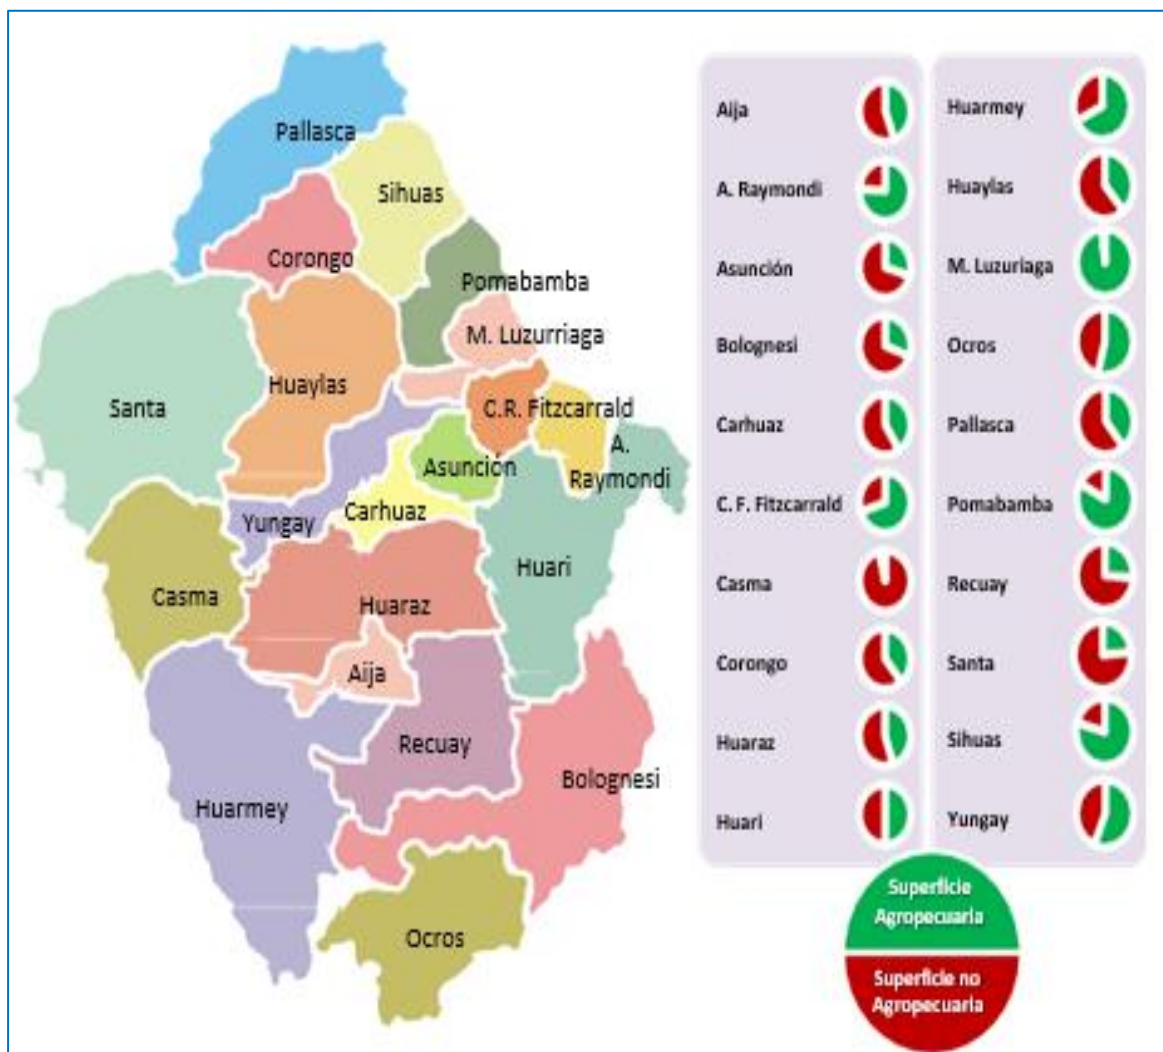 Pallasca
Sihuas
Corongo
Pomabamba
M. Luzurriaga
Huaylas
Santa
C.R. Fitzcarrald
A.
Raymondi
Asunción
Carhuaz
Yungay
Huari
Casma
Huaraz
Aija
Recuay
Bolognesi
Huarmey
Ocros
Aija
A. Raymondi
Asunción
Bolognesi
Carhuaz
C. F. Fitzcarrald
Casma
Corongo
Huaraz
Huari
Huarmey
Huaylas
M. Luzuriaga
Ocros
Pallasca
Pomabamba
Recuay
Santa
Sihuas
Yungay
Superficie
Agropecuaria
Superficie no
Agropecuaria